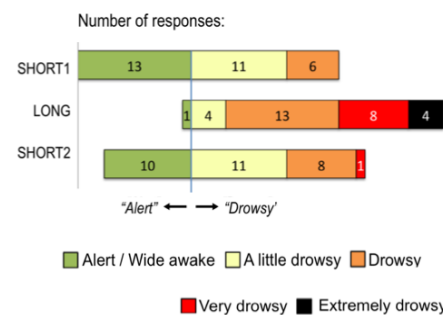 Number of responses:
SHORT1 13 11 6
LONG 1 4 13 8 4
SHORT2 10 11 8 1
“Alert” ← → “Drowsy’
Alert / Wide awake A little drowsy Drowsy
Very drowsy Extremely drowsy